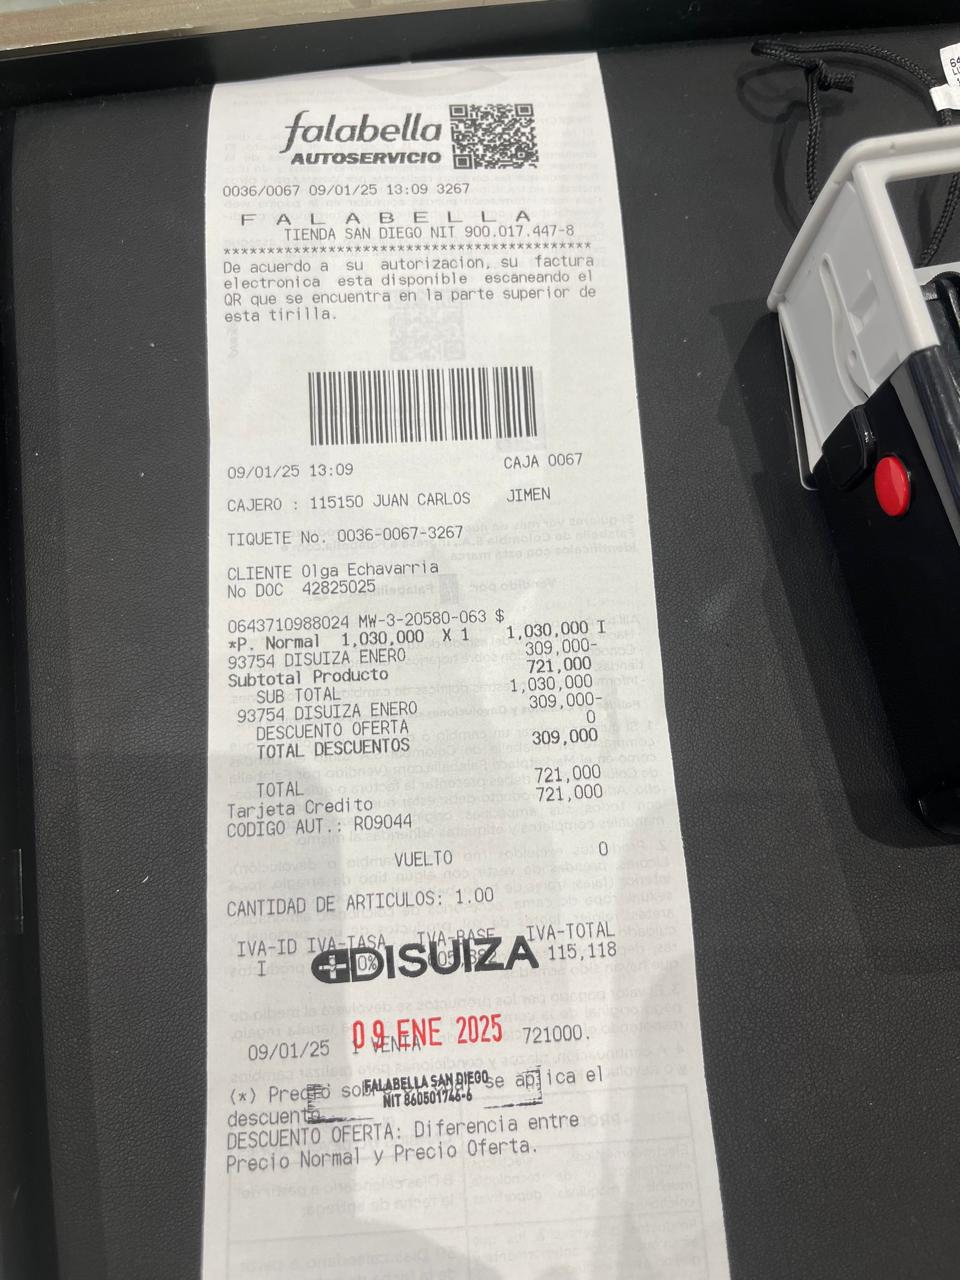 falabella
AUTOSERVICIO
0036/0067 09/01/25 13:09 3267
F A L A B E L L A
TIENDA SAN DIEGO NIT 900.017.447-8
******************************************
De acuerdo a su autorizacion, su factura
electronica esta disponible escaneando el
QR que se encuentra en la parte superior de
esta tirilla.
09/01/25 13:09 CAJA 0067
CAJERO : 115150 JUAN CARLOS JIMEN
TIQUETE No. 0036-0067-3267
CLIENTE Olga Echavarria
No DOC 42825025
0643710988024 MW-3-20580-063 $
*P. Normal 1,030,000 X 1 1,030,000 I
93754 DISUIZA ENERO 309,000-
Subtotal Producto 721,000
SUB TOTAL 1,030,000
93754 DISUIZA ENERO 309,000-
DESCUENTO OFERTA 0
TOTAL DESCUENTOS 309,000
TOTAL 721,000
Tarjeta Credito 721,000
CODIGO AUT.: R09044
VUELTO 0
CANTIDAD DE ARTICULOS: 1.00
IVA-ID IVA-TASA IVA-BASE IVA-TOTAL
I 115,118
DISUIZA
09 ENE 2025
09/01/25 1 VENTA 721000.
FALABELLA SAN DIEGO
NIT 860501746-6
(*) Precio se aplica el
descuento
DESCUENTO OFERTA: Diferencia entre
Precio Normal y Precio Oferta.
64